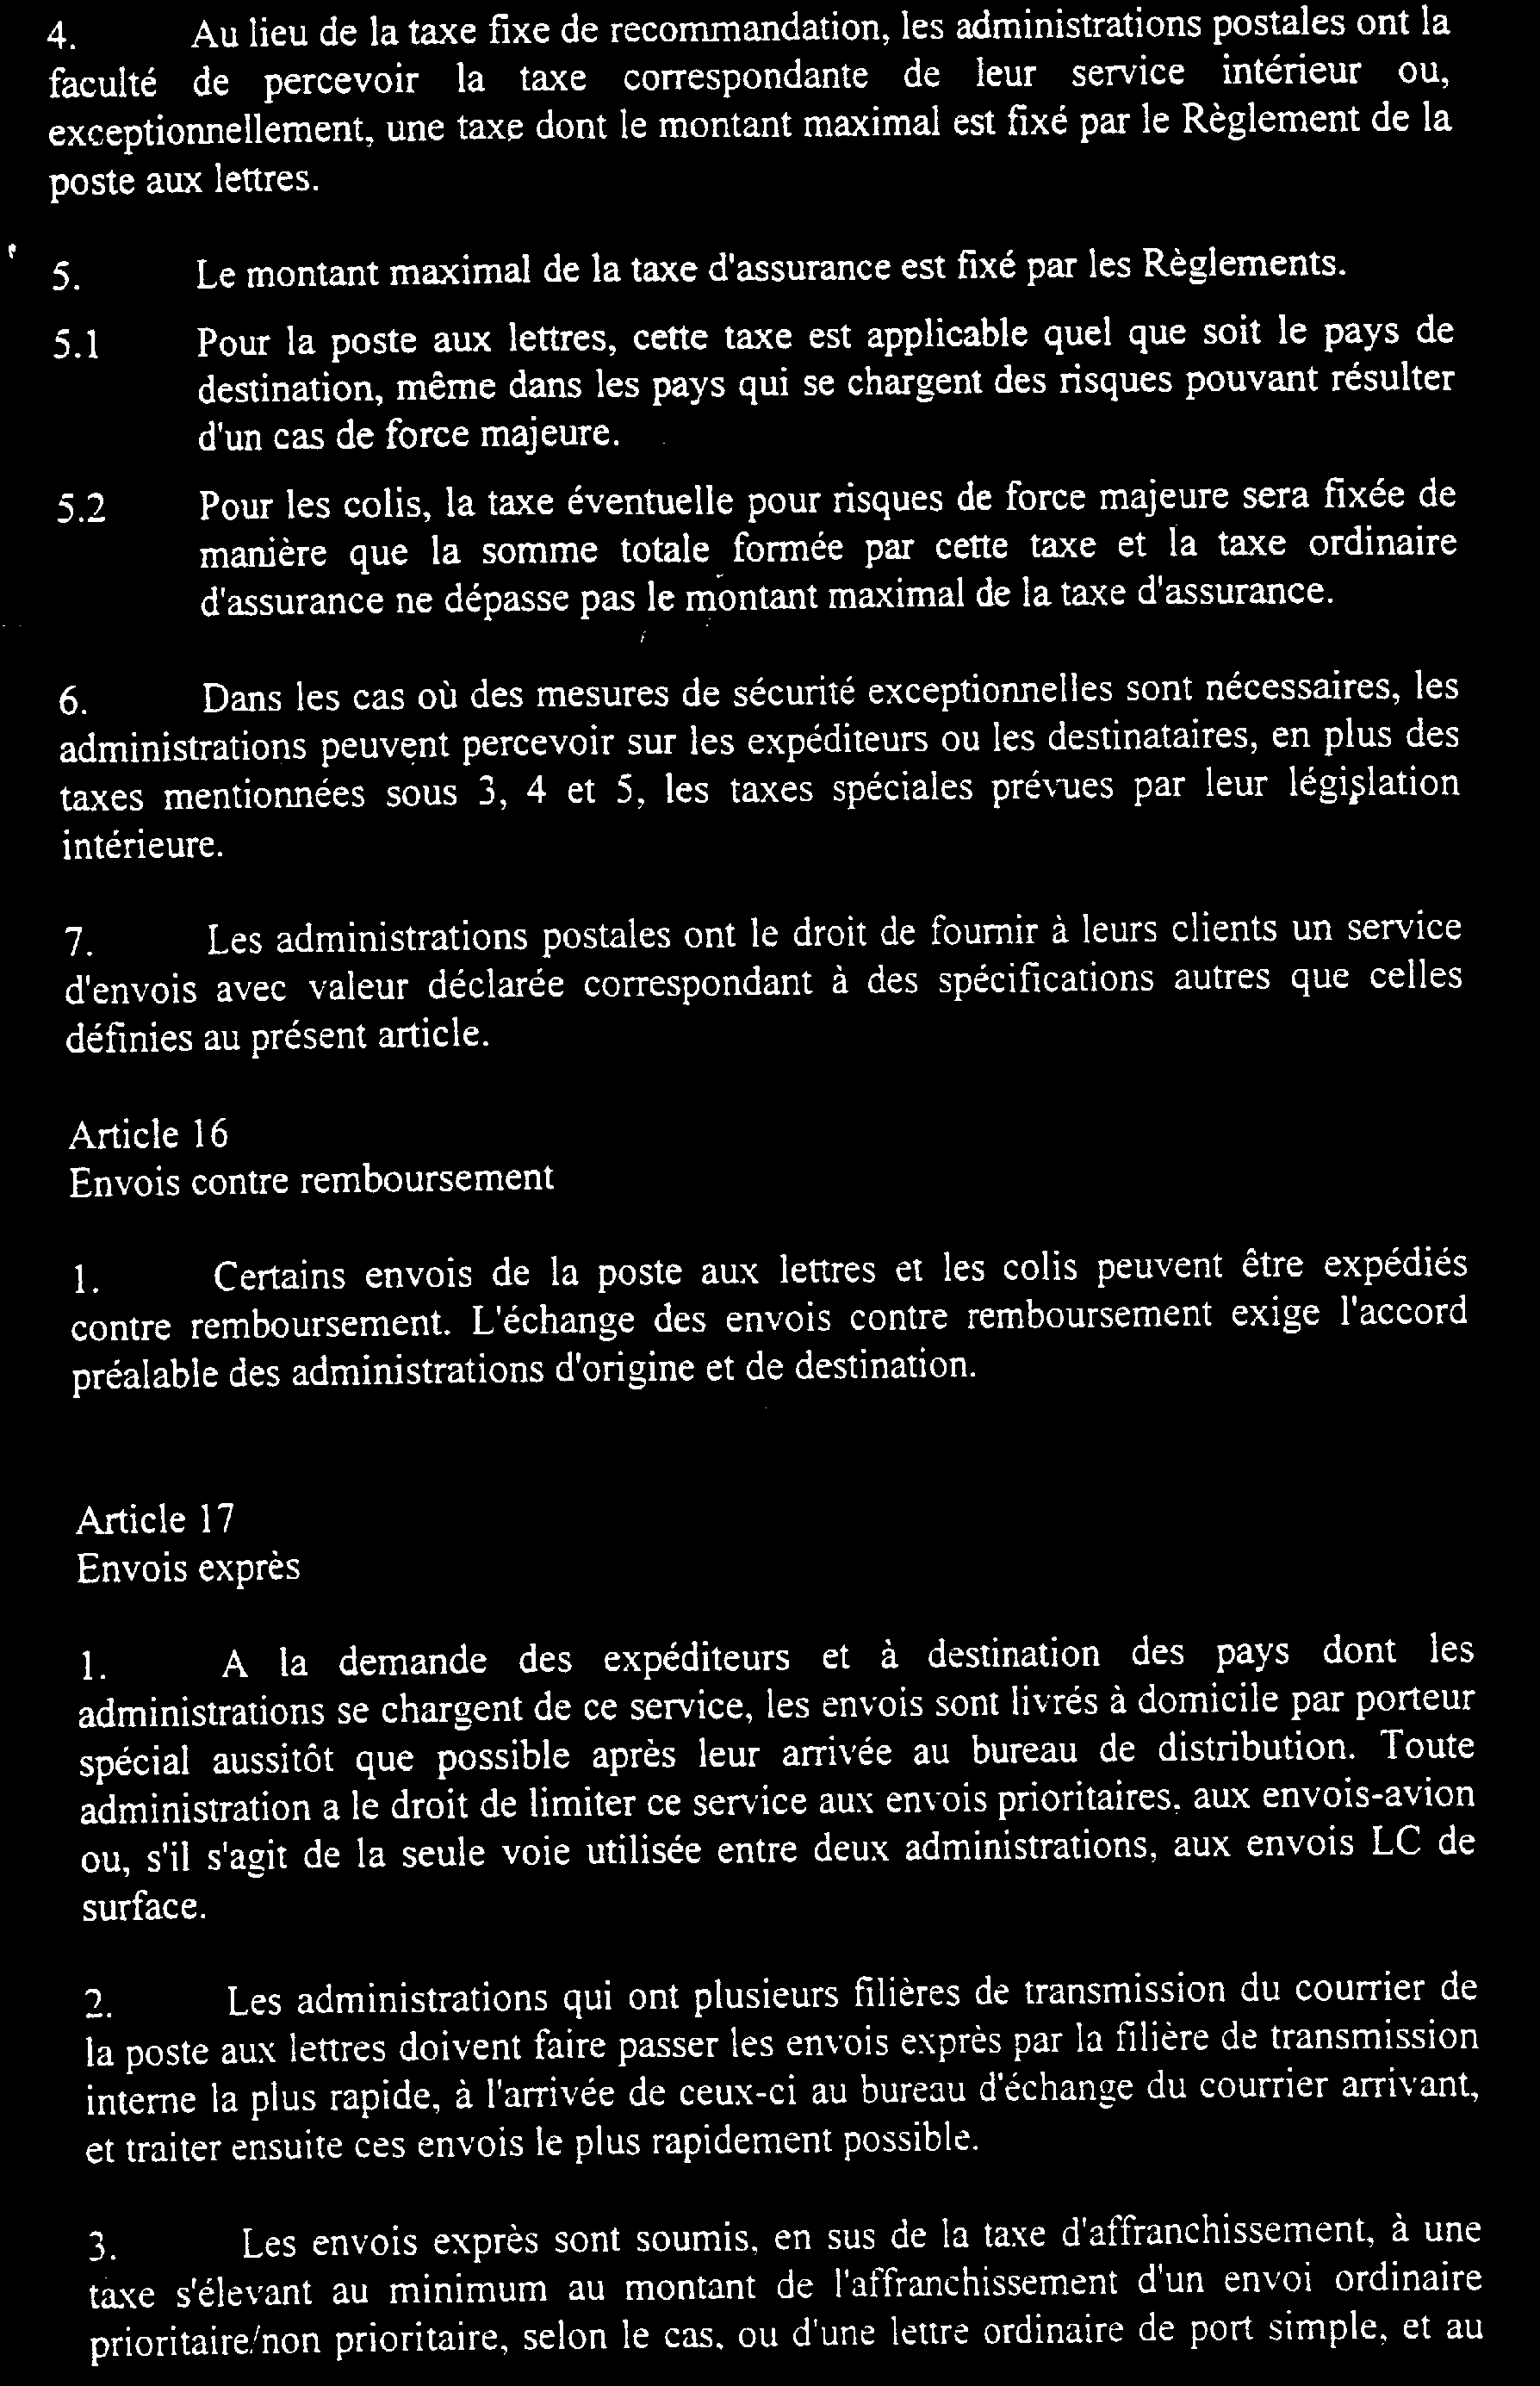 4. Au lieu de la taxe fixe de recommandation, les administrations postales ont la
faculté de percevoir la taxe correspondante de leur service intérieur ou,
exceptionnellement, une taxe dont le montant maximal est fixé par le Règlement de la
poste aux lettres.
5. Le montant maximal de la taxe d'assurance est fixé par les Règlements.
5.1 Pour la poste aux lettres, cette taxe est applicable quel que soit le pays de
destination, même dans les pays qui se chargent des risques pouvant résulter
d'un cas de force majeure.
5.2 Pour les colis, la taxe éventuelle pour risques de force majeure sera fixée de
manière que la somme totale formée par cette taxe et la taxe ordinaire
d'assurance ne dépasse pas le montant maximal de la taxe d'assurance.
6. Dans les cas où des mesures de sécurité exceptionnelles sont nécessaires, les
administrations peuvent percevoir sur les expéditeurs ou les destinataires, en plus des
taxes mentionnées sous 3, 4 et 5, les taxes spéciales prévues par leur législation
intérieure.
7. Les administrations postales ont le droit de fournir à leurs clients un service
d'envois avec valeur déclarée correspondant à des spécifications autres que celles
définies au présent article.
Article 16
Envois contre remboursement
1. Certains envois de la poste aux lettres et les colis peuvent être expédiés
contre remboursement. L'échange des envois contre remboursement exige l'accord
préalable des administrations d'origine et de destination.
Article 17
Envois exprès
1. A la demande des expéditeurs et à destination des pays dont les
administrations se chargent de ce service, les envois sont livrés à domicile par porteur
spécial aussitôt que possible après leur arrivée au bureau de distribution. Toute
administration a le droit de limiter ce service aux envois prioritaires, aux envois-avion
ou, s'il s'agit de la seule voie utilisée entre deux administrations, aux envois LC de
surface.
2. Les administrations qui ont plusieurs filières de transmission du courrier de
la poste aux lettres doivent faire passer les envois exprès par la filière de transmission
interne la plus rapide, à l'arrivée de ceux-ci au bureau d'échange du courrier arrivant,
et traiter ensuite ces envois le plus rapidement possible.
3. Les envois exprès sont soumis, en sus de la taxe d'affranchissement, à une
taxe s'élevant au minimum au montant de l'affranchissement d'un envoi ordinaire
prioritaire/non prioritaire, selon le cas, ou d'une lettre ordinaire de port simple, et au